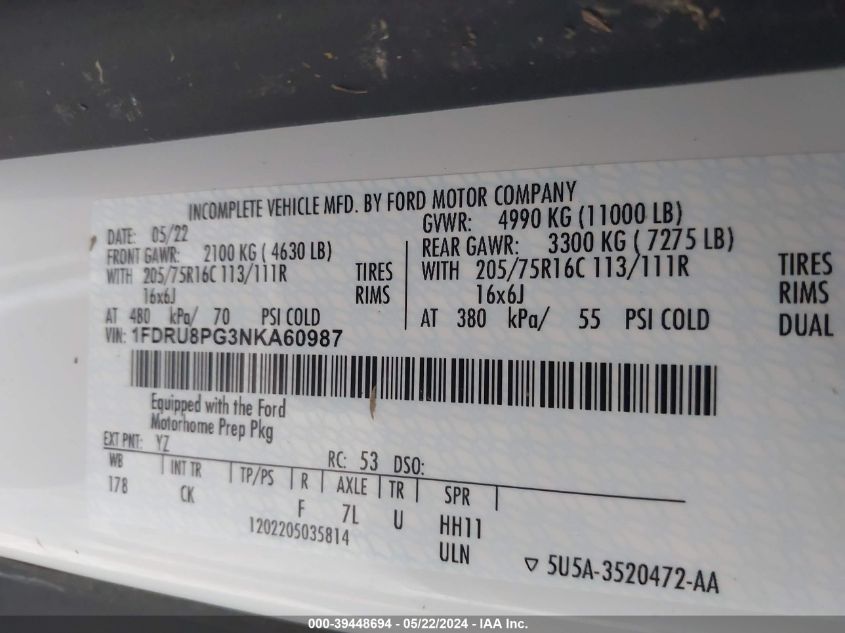 INCOMPLETE VEHICLE MFD. BY FORD MOTOR COMPANY
DATE: 05/22 GVWR: 4990 KG (11000 LB)
FRONT GAWR: 2100 KG ( 4630 LB) REAR GAWR: 3300 KG ( 7275 LB)
WITH 205/75R16C 113/111R TIRES WITH 205/75R16C 113/111R TIRES
16x6J RIMS 16x6J RIMS
AT 480 kPa/ 70 PSI COLD AT 380 kPa/ 55 PSI COLD DUAL
VIN: 1FDRU8PG3NKA60987
Equipped with the Ford
Motorhome Prep Pkg
EXT PNT: YZ RC: 53 DSO:
WB INT TR TP/PS R AXLE TR SPR
178 CK F 7L U HH11
1202205035814 ULN 5U5A-3520472-AA
000-39448694 - 05/22/2024 - IAA Inc.